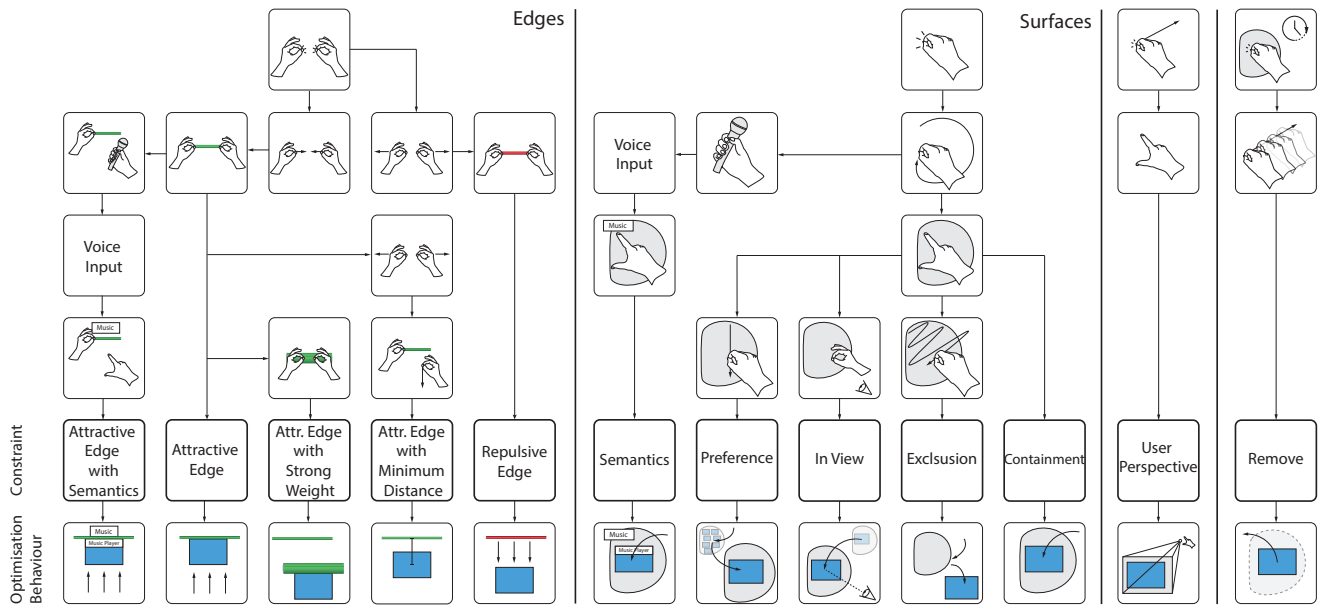 Edges
Surfaces
Voice
Input
Voice
Input
Music
Music
Constraint
Attractive
Edge
with
Semantics
Attractive
Edge
Attr. Edge
with
Strong
Weight
Attr. Edge
with
Minimum
Distance
Repulsive
Edge
Semantics
Preference
In View
Exclsusion
Containment
User
Perspective
Remove
Optimisation
Behaviour
Music
Music Player
Music
Music Player